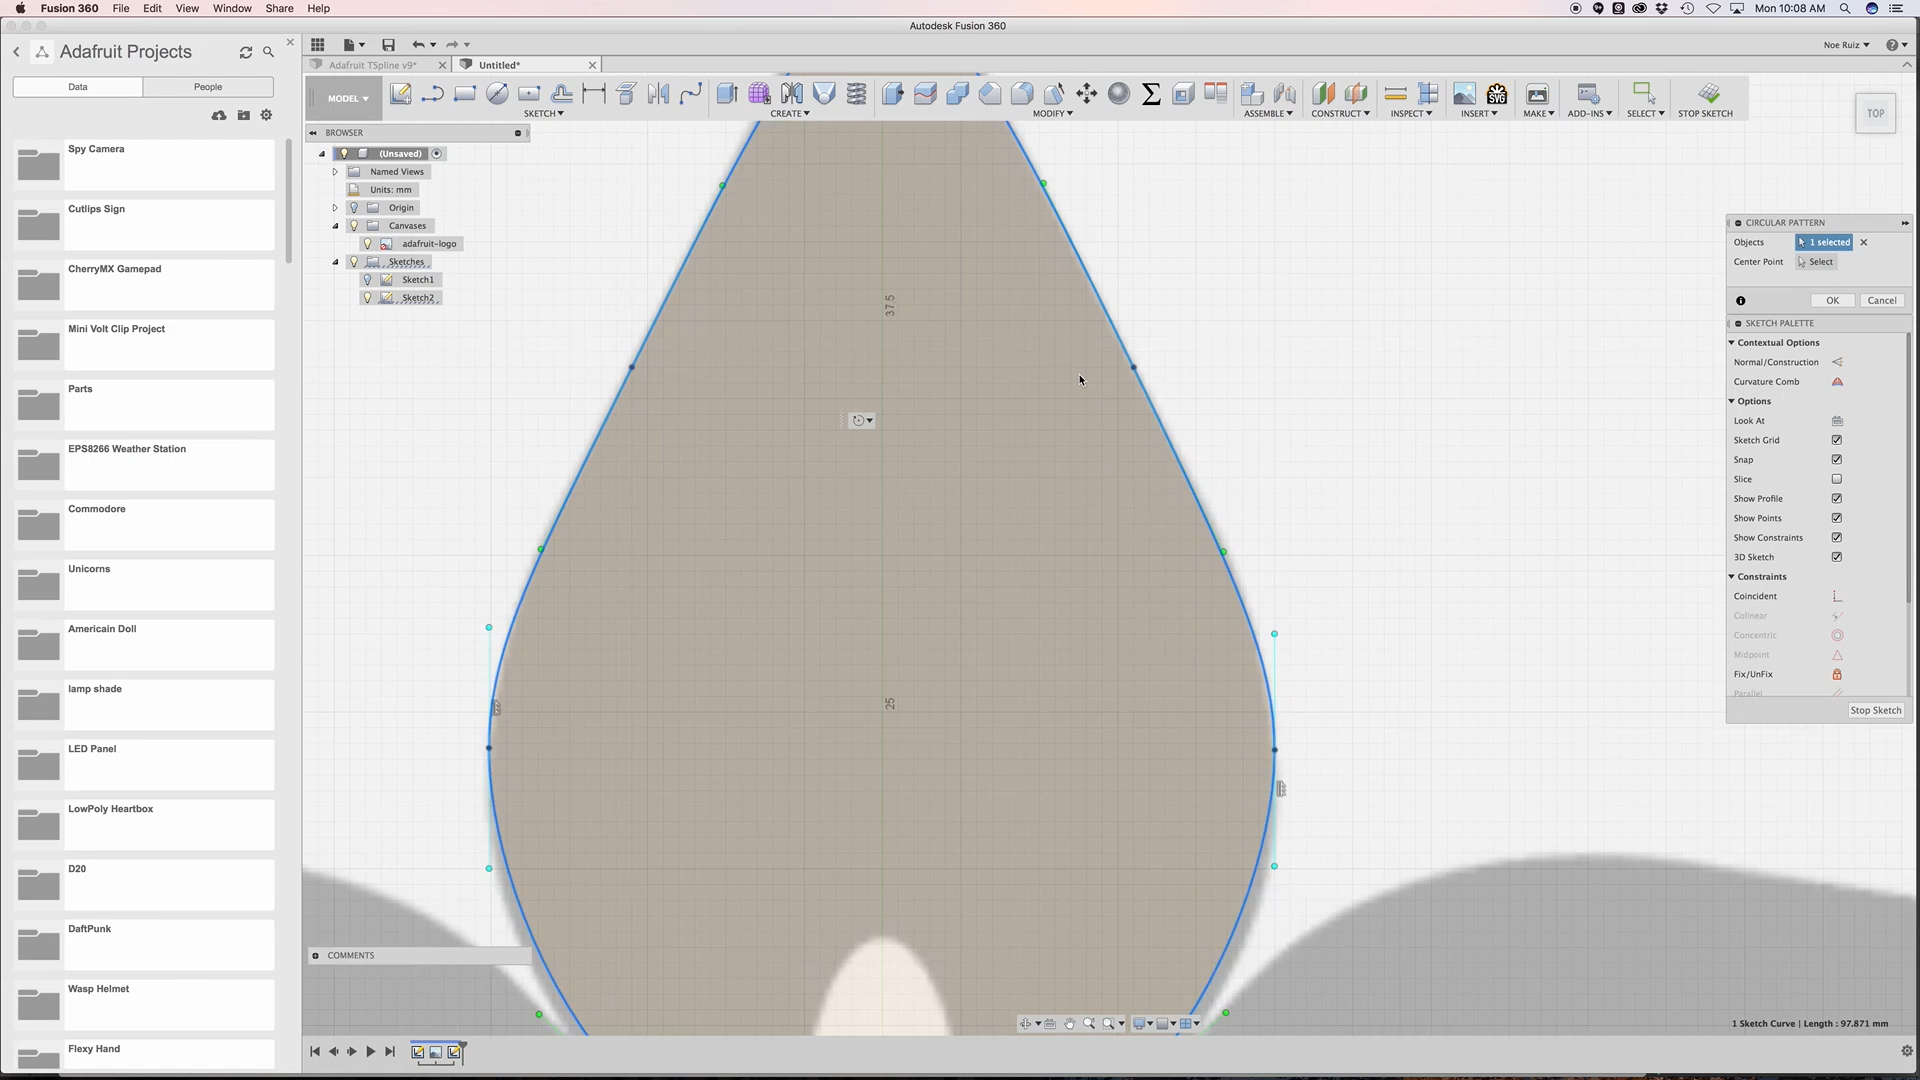 Fusion 360 File Edit View Window Share Help
Mon 10:08 AM
Autodesk Fusion 360
Adafruit Projects
Noe Ruiz
Adafruit TSpline v9*
Untitled*
Data
People
MODEL
SKETCH
CREATE
MODIFY
ASSEMBLE
CONSTRUCT
INSPECT
INSERT
SVG
MAKE
ADD-INS
SELECT
STOP SKETCH
TOP
Spy Camera
Cutlips Sign
CherryMX Gamepad
Mini Volt Clip Project
Parts
EPS8266 Weather Station
Commodore
Unicorns
Americain Doll
lamp shade
LED Panel
LowPoly Heartbox
D20
DaftPunk
Wasp Helmet
Flexy Hand
BROWSER
(Unsaved)
Named Views
Units: mm
Origin
Canvases
adafruit-logo
Sketches
Sketch1
Sketch2
37.5
25
CIRCULAR PATTERN
Objects 1 selected
Center Point Select
OK Cancel
SKETCH PALETTE
Contextual Options
Normal/Construction
Curvature Comb
Options
Look At
Sketch Grid
Snap
Slice
Show Profile
Show Points
Show Constraints
3D Sketch
Constraints
Coincident
Colinear
Concentric
Midpoint
Fix/UnFix
Parallel
Stop Sketch
COMMENTS
1 Sketch Curve | Length : 97.871 mm